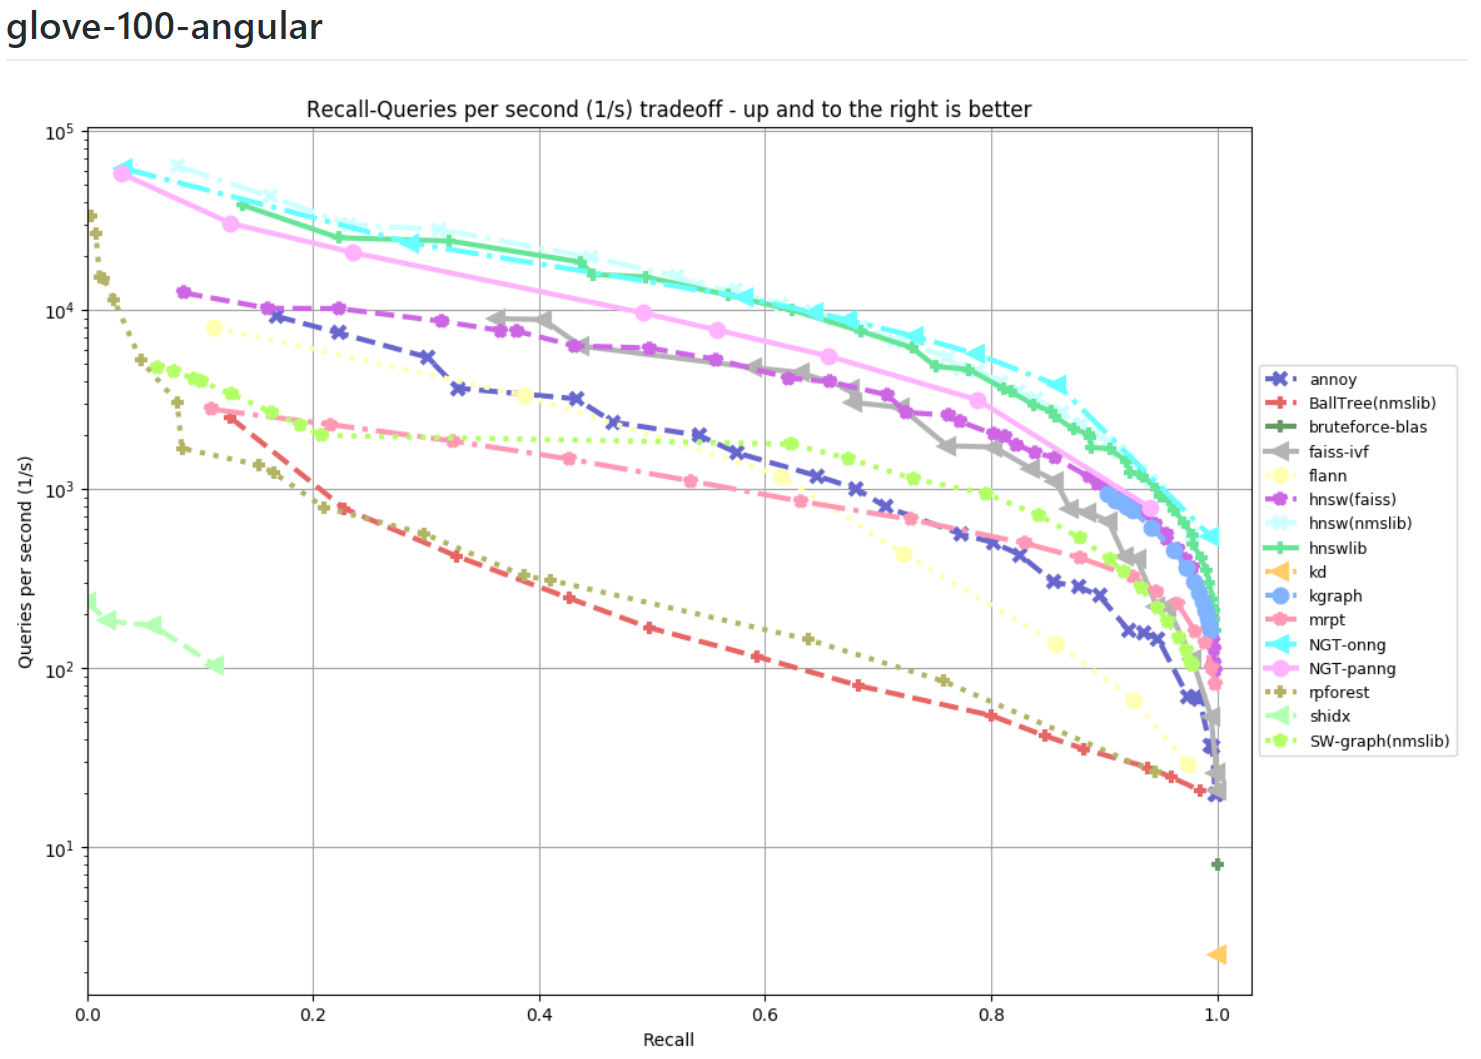 glove-100-angular
Recall-Queries per second (1/s) tradeoff - up and to the right is better
10^5
10^4
10^3
10^2
10^1
Queries per second (1/s)
0.0 0.2 0.4 0.6 0.8 1.0
Recall
annoy
BallTree(nmslib)
bruteforce-blas
faiss-ivf
flann
hnsw(faiss)
hnsw(nmslib)
hnswlib
kd
kgraph
mrpt
NGT-onng
NGT-panng
rpforest
shidx
SW-graph(nmslib)